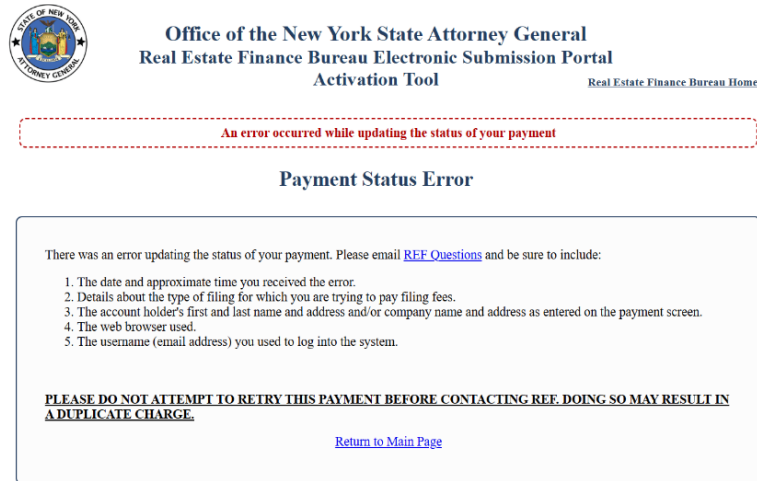 STATE OF NEW YORK
ATTORNEY GENERAL
Office of the New York State Attorney General
Real Estate Finance Bureau Electronic Submission Portal
Activation Tool
Real Estate Finance Bureau Home
An error occurred while updating the status of your payment
Payment Status Error
There was an error updating the status of your payment. Please email REF Questions and be sure to include:
1. The date and approximate time you received the error.
2. Details about the type of filing for which you are trying to pay filing fees.
3. The account holder's first and last name and address and/or company name and address as entered on the payment screen.
4. The web browser used.
5. The username (email address) you used to log into the system.
PLEASE DO NOT ATTEMPT TO RETRY THIS PAYMENT BEFORE CONTACTING REF. DOING SO MAY RESULT IN
A DUPLICATE CHARGE.
Return to Main Page